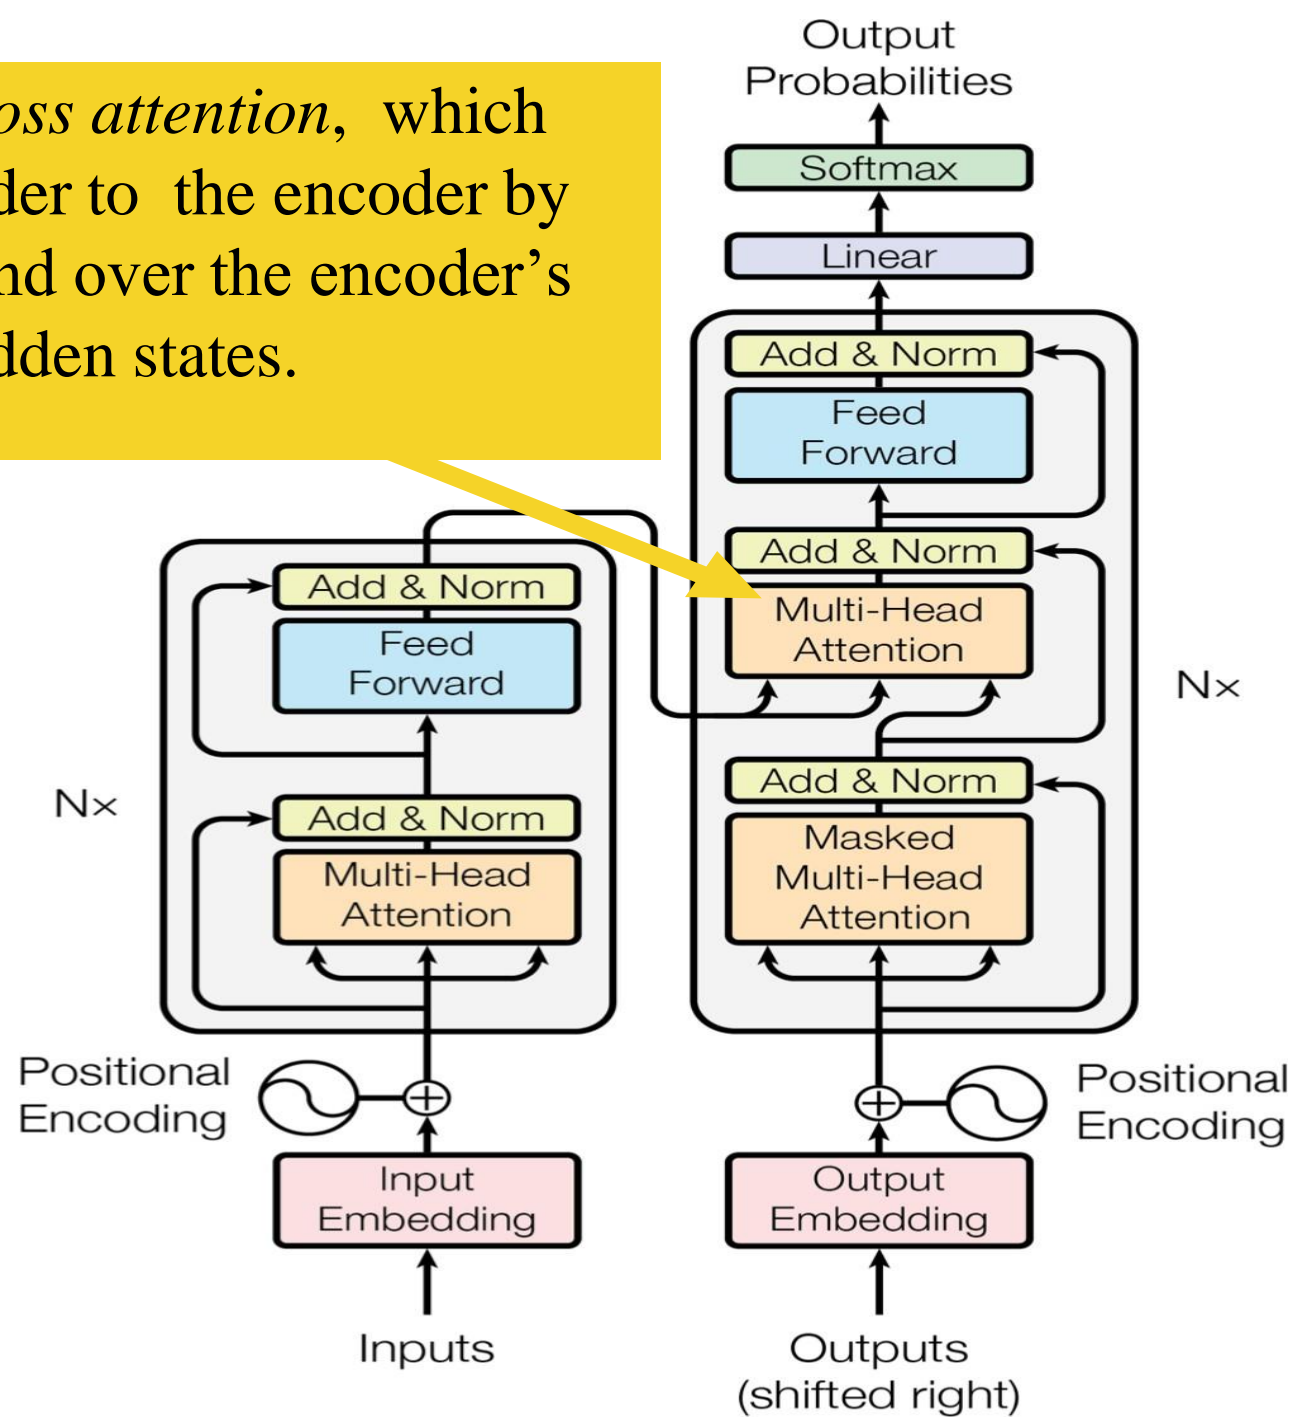 Output
Probabilities
oss attention, which
der to the encoder by
nd over the encoder's
dden states.
Softmax
Linear
Add & Norm
Feed
Forward
Add & Norm
Multi-Head
Attention
Add & Norm
Masked
Multi-Head
Attention
Nx
Add & Norm
Feed
Forward
Add & Norm
Multi-Head
Attention
Nx
Positional
Encoding
Positional
Encoding
Input
Embedding
Output
Embedding
Inputs
Outputs
(shifted right)